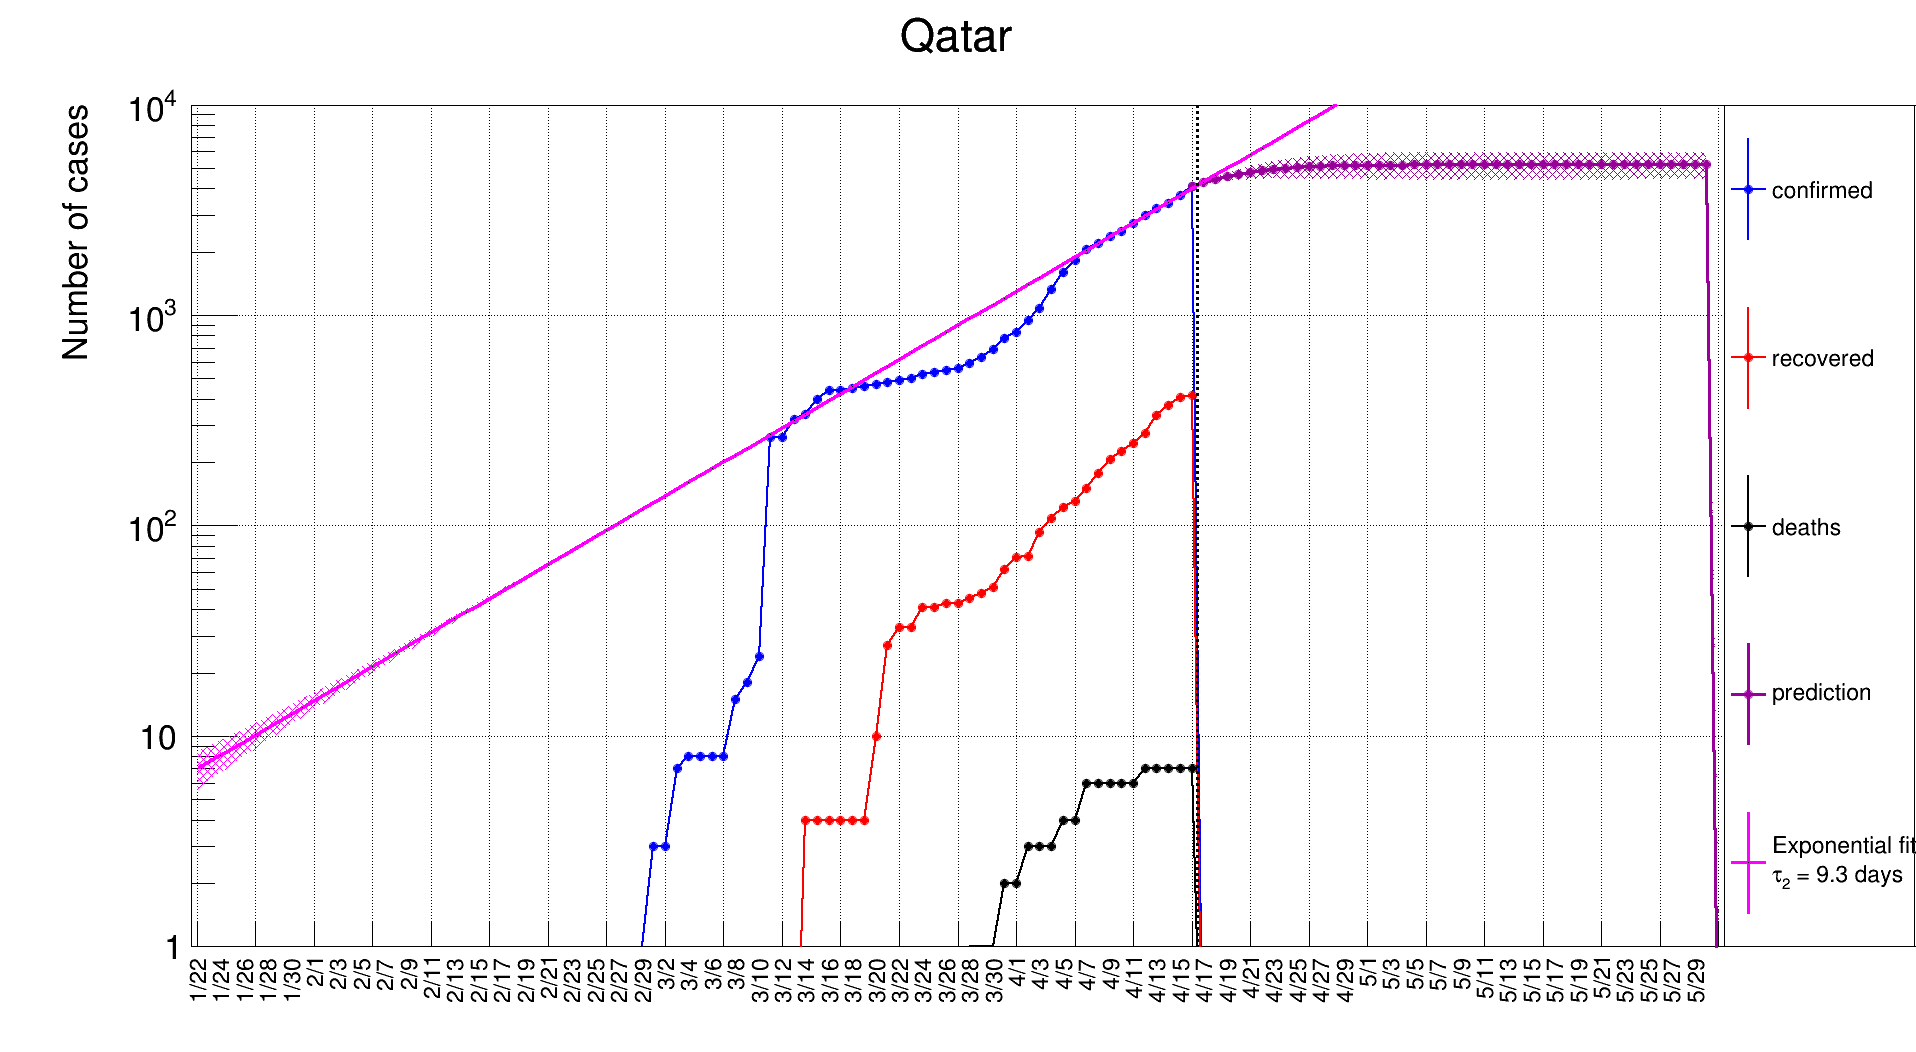 Qatar
Number of cases
10^4
10^3
10^2
10
1
1/22 1/24 1/26 1/28 1/30 2/1 2/3 2/5 2/7 2/9 2/11 2/13 2/15 2/17 2/19 2/21 2/23 2/25 2/27 2/29 3/2 3/4 3/6 3/8 3/10 3/12 3/14 3/16 3/18 3/20 3/22 3/24 3/26 3/28 3/30 4/1 4/3 4/5 4/7 4/9 4/11 4/13 4/15 4/17 4/19 4/21 4/23 4/25 4/27 4/29 5/1 5/3 5/5 5/7 5/9 5/11 5/13 5/15 5/17 5/19 5/21 5/23 5/25 5/27 5/29
confirmed
recovered
deaths
prediction
Exponential fit
τ₂ = 9.3 days